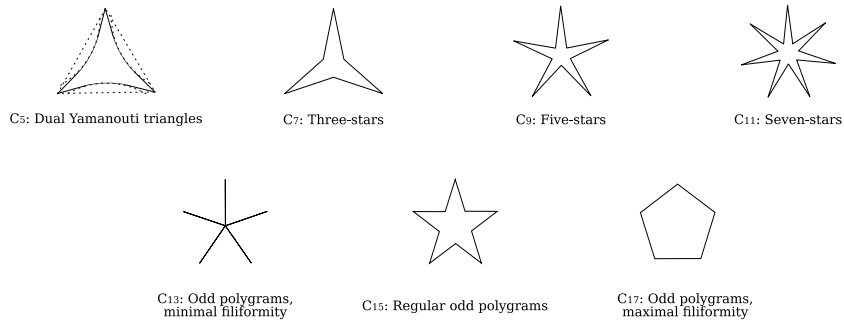 C5: Dual Yamanouti triangles
C7: Three-stars
C9: Five-stars
C11: Seven-stars
C13: Odd polygrams,
minimal filiformity
C15: Regular odd polygrams
C17: Odd polygrams,
maximal filiformity